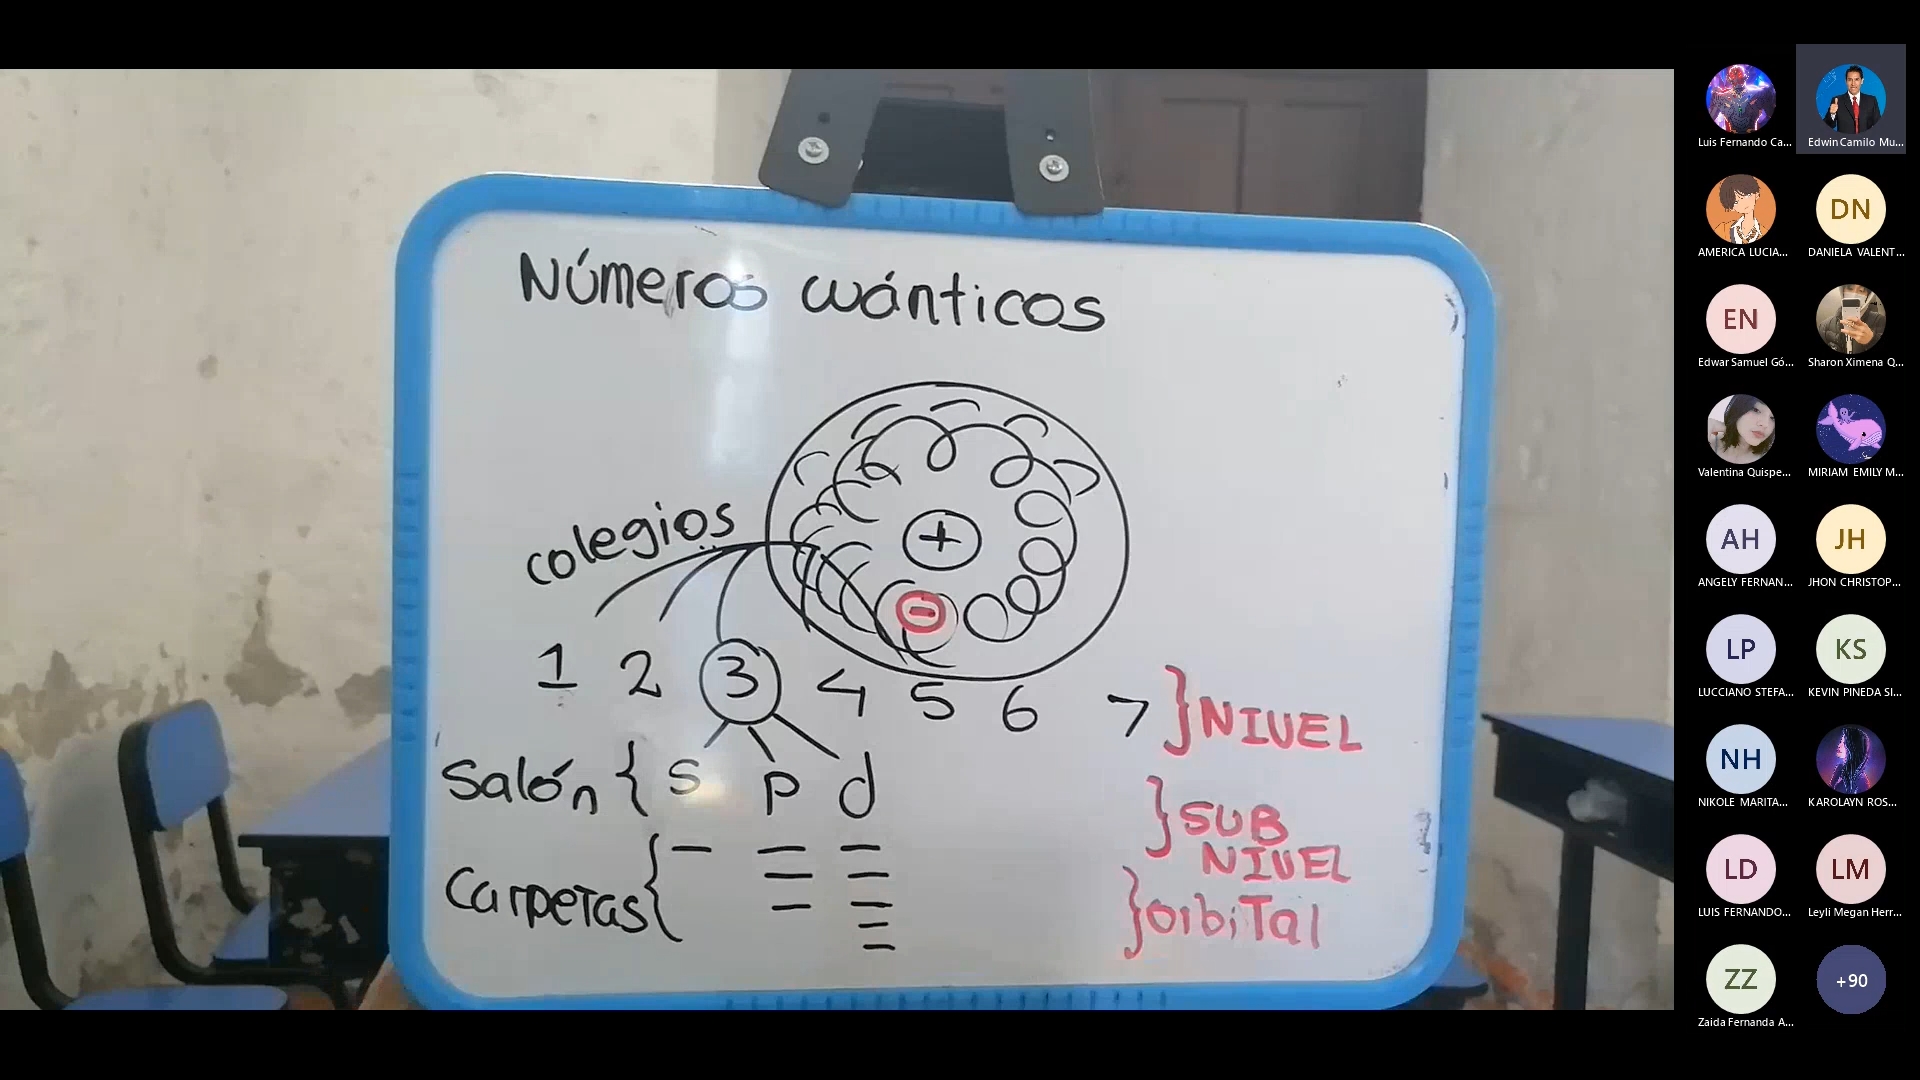 Números cuánticos
colegios
+
-
1 2 3 4 5 6 7 } NIVEL
Salón { s p d
} SUB
NIVEL
Carpetas {
} OrbiTal
Luis Fernando Ca...
Edwin Camilo Mu...
AMERICA LUCIA...
DN
DANIELA VALENT...
EN
Edwar Samuel Gó...
Sharon Ximena Q...
Valentina Quispe...
MIRIAM EMILY M...
AH
ANGELY FERNAN...
JH
JHON CHRISTOP...
LP
LUCCIANO STEFA...
KS
KEVIN PINEDA SI...
NH
NIKOLE MARITA...
KAROLAYN ROS...
LD
LUIS FERNANDO...
LM
Leyli Megan Herr...
ZZ
Zaida Fernanda A...
+90